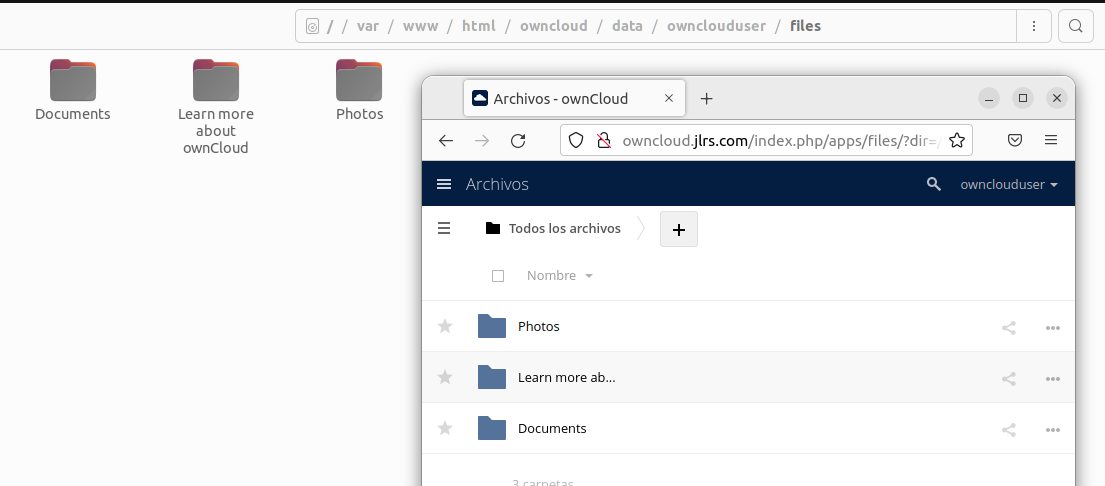 / / var / www / html / owncloud / data / ownclouduser / files
Documents
Learn more
about
ownCloud
Photos
Archivos - ownCloud
owncloud.jlrs.com/index.php/apps/files/?dir=/
Archivos
ownclouduser
Todos los archivos
Nombre
Photos
Learn more ab...
Documents
3 carpetas